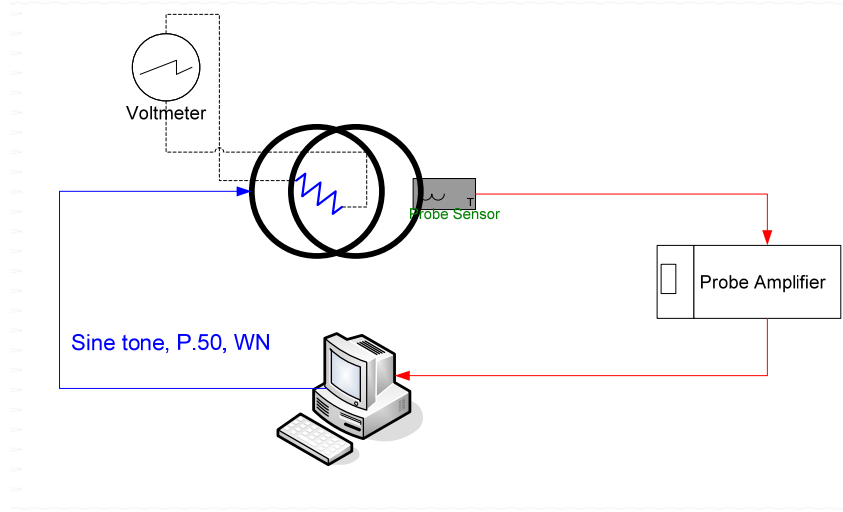 Voltmeter
T
Probe Sensor
Probe Amplifier
Sine tone, P.50, WN